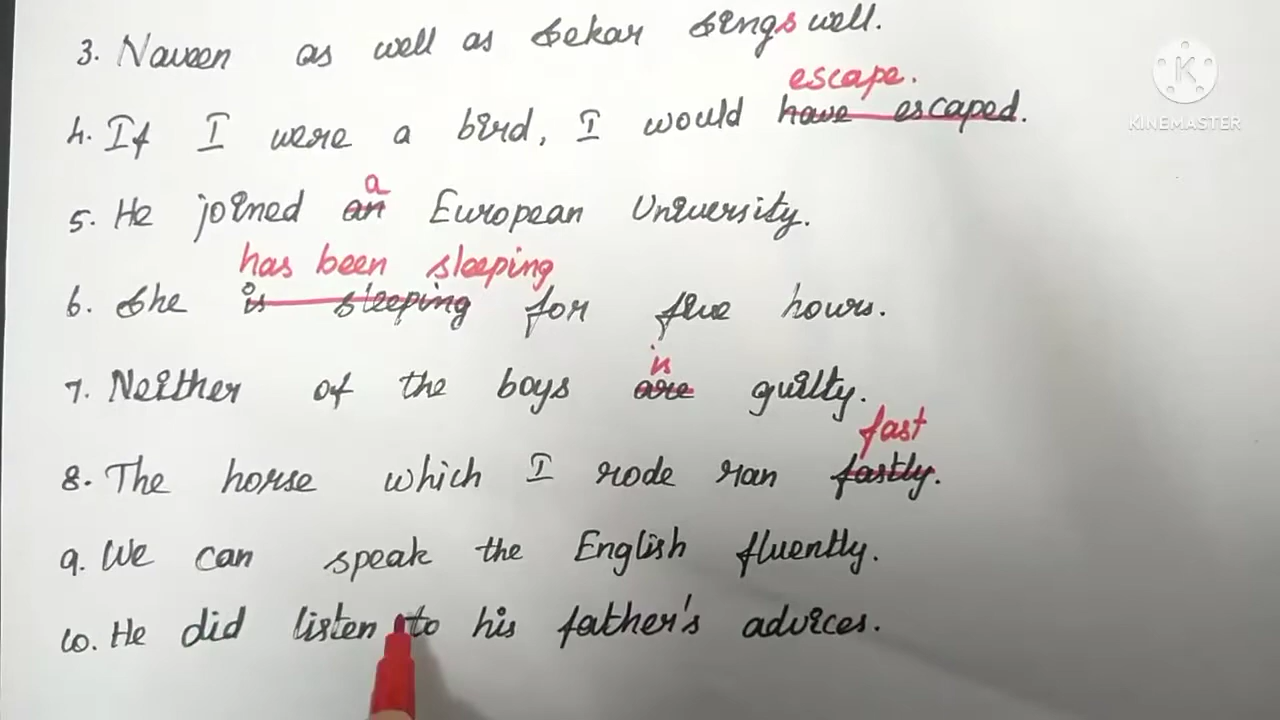 3. Naveen as well as Sekar sings well.
escape.
4. If I were a bird, I would have escaped.
KINEMASTER
a
5. He joined an European University.
has been sleeping
6. She is sleeping for five hours.
is
7. Neither of the boys are guilty.
fast
8. The horse which I rode ran fastly.
9. We can speak the English fluently.
10. He did listen to his father's advices.